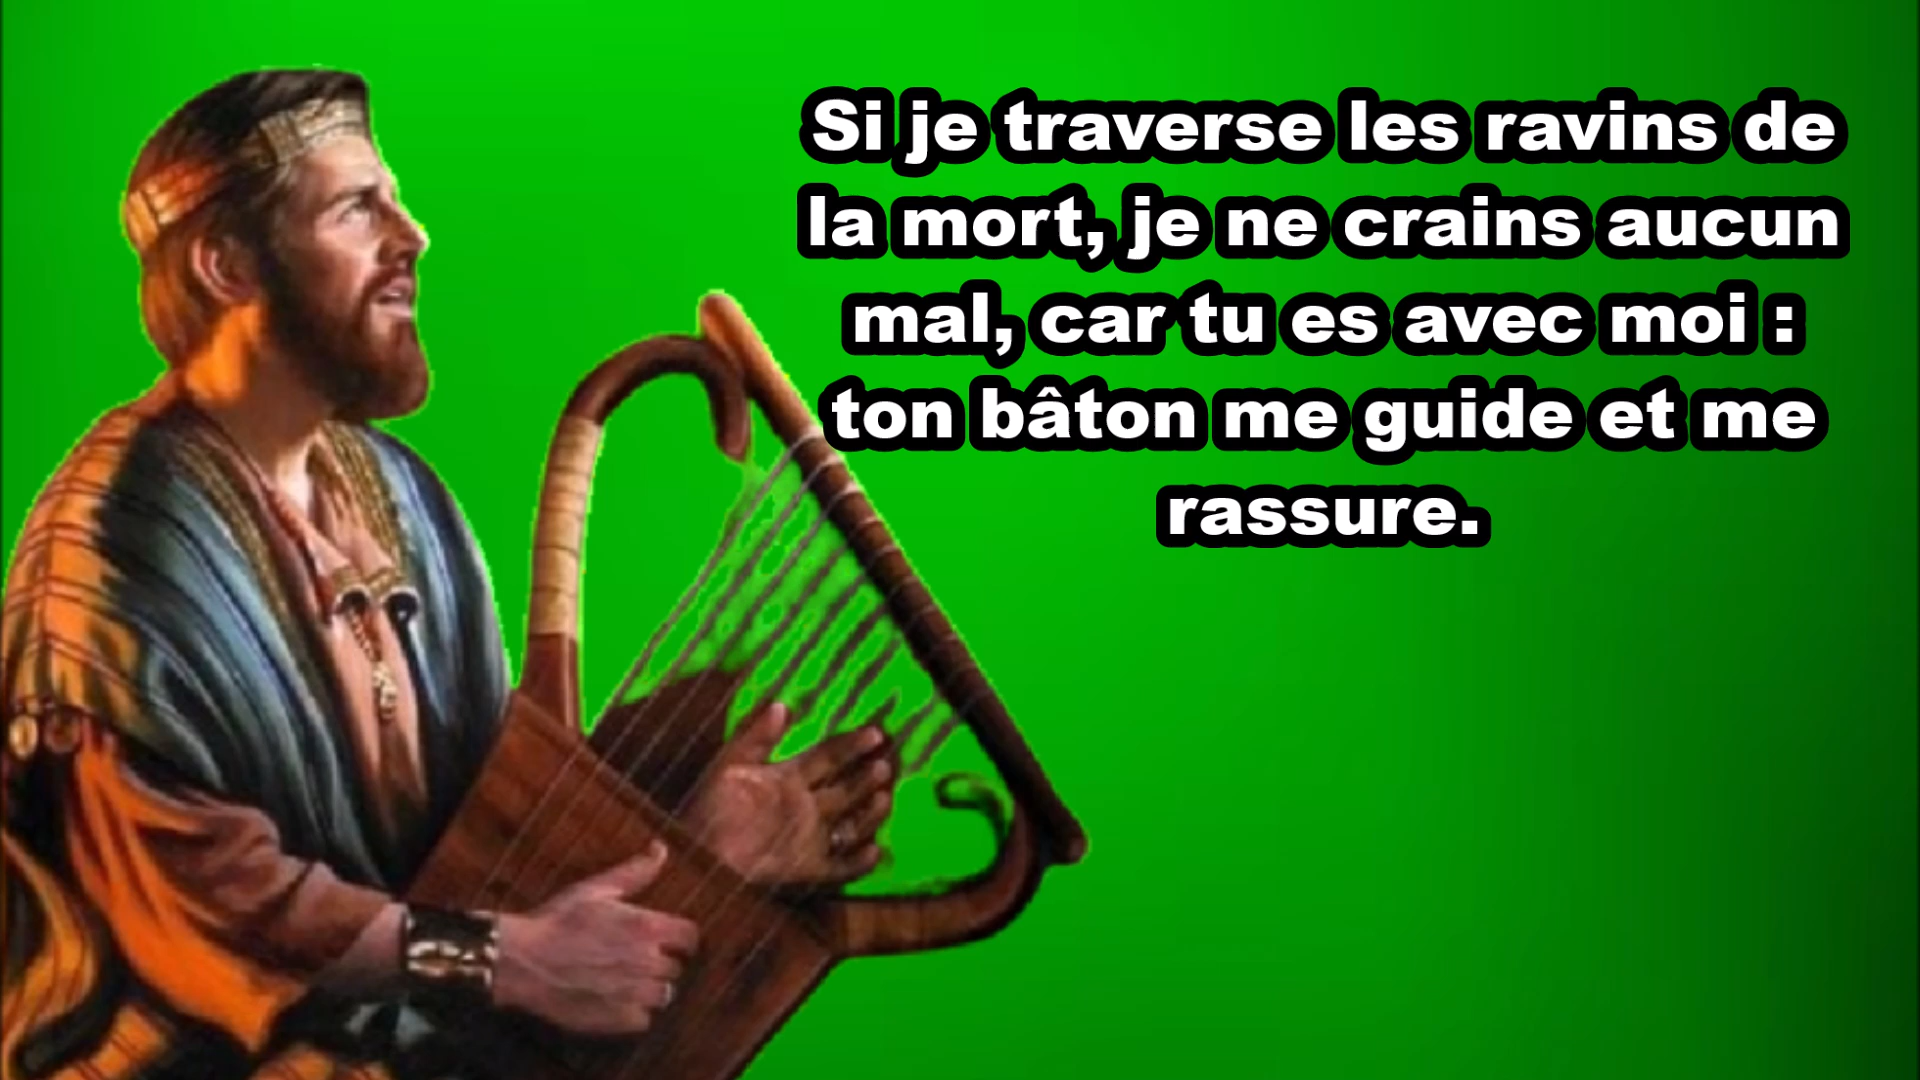 Si je traverse les ravins de
la mort, je ne crains aucun
mal, car tu es avec moi :
ton bâton me guide et me
rassure.